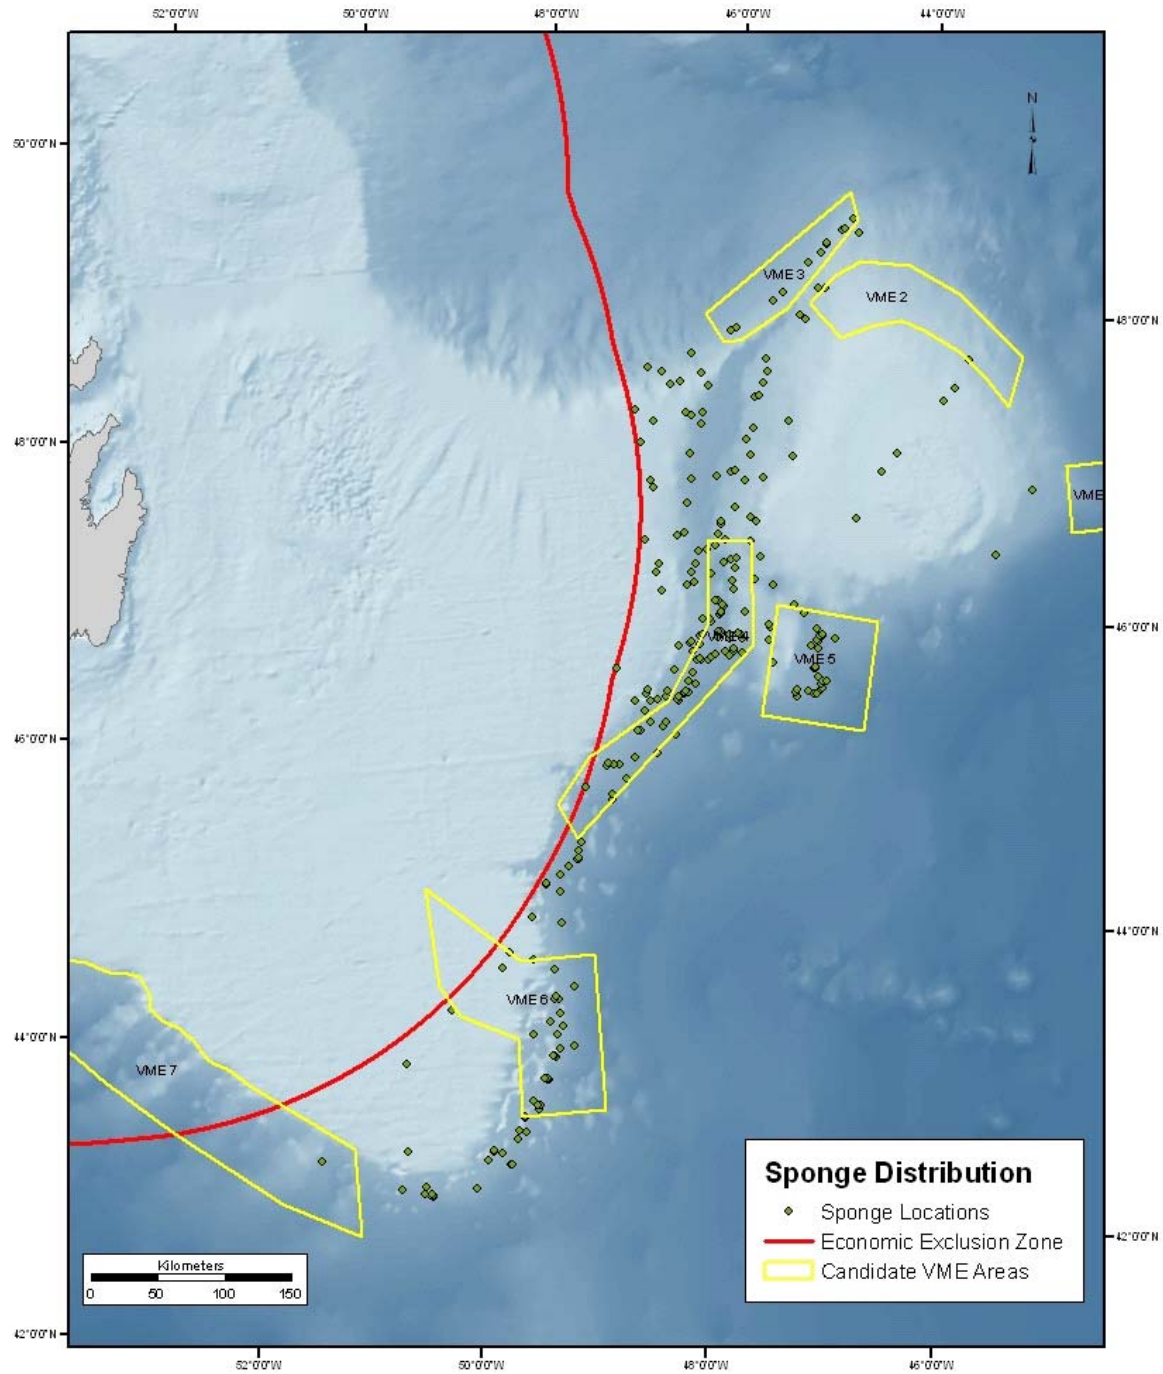 52°0'0"W 50°0'0"W 48°0'0"W 46°0'0"W 44°0'0"W
N
50°0'0"N
VME 3
VME 2
48°0'0"N
48°0'0"N
VME
46°0'0"N
VME 4
VME 5
46°0'0"N
44°0'0"N
VME 6
44°0'0"N
VME 7
Sponge Distribution
Sponge Locations
Economic Exclusion Zone
Candidate VME Areas
42°0'0"N
Kilometers
0 50 100 150
42°0'0"N
52°0'0"W 50°0'0"W 48°0'0"W 46°0'0"W